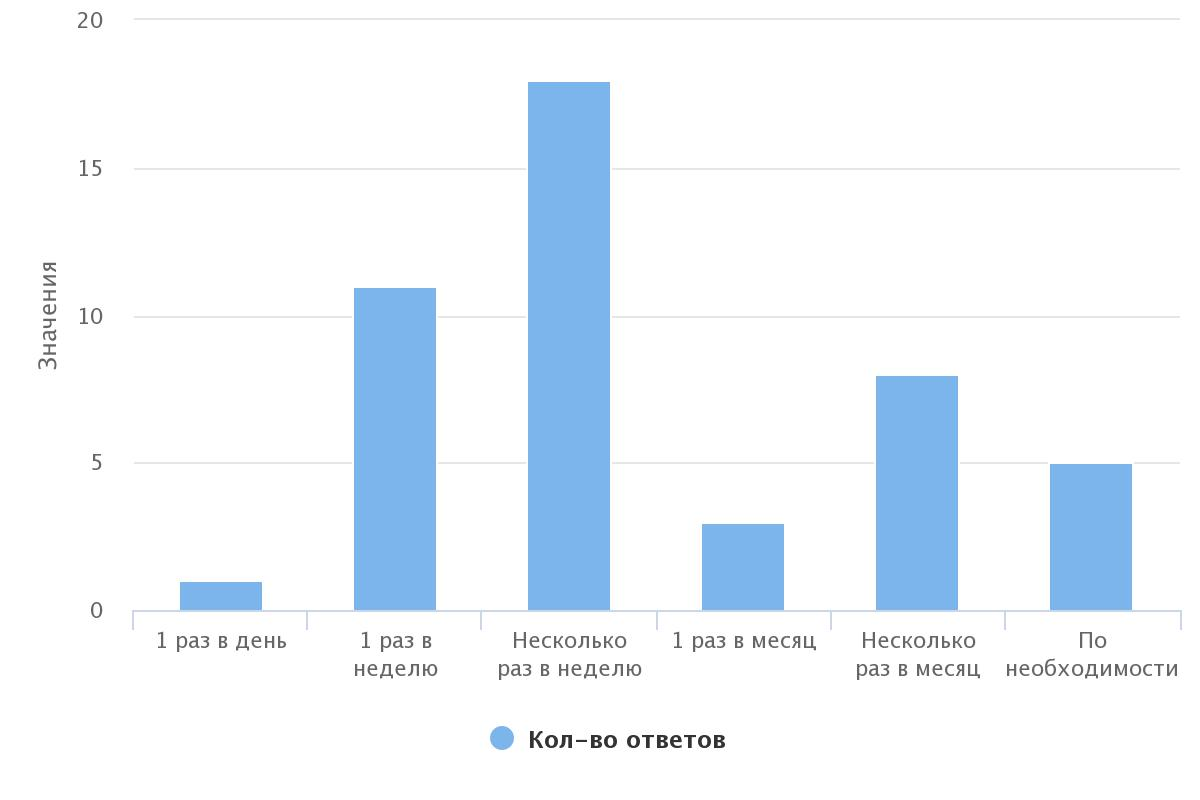 20
15
10
5
0
Значения
1 раз в день
1 раз в
неделю
Несколько
раз в неделю
1 раз в месяц
Несколько
раз в месяц
По
необходимости
Кол-во ответов